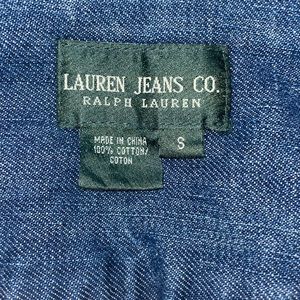 LAUREN JEANS CO.
RALPH LAUREN
MADE IN CHINA
100% COTTON/
COTON
S